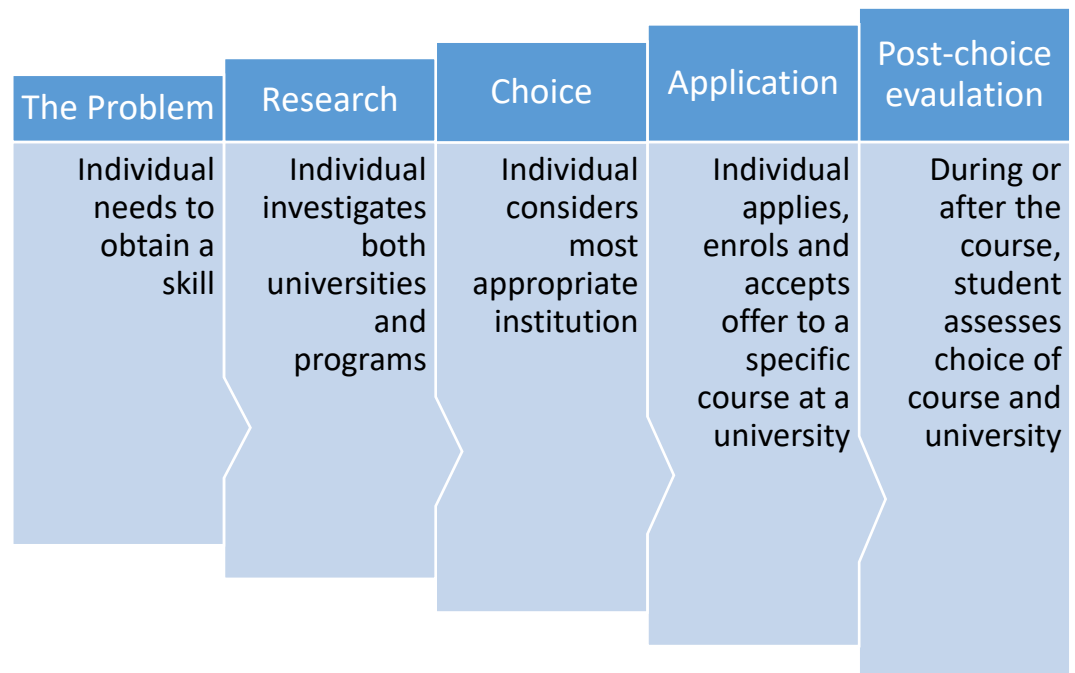 The Problem
Individual
needs to
obtain a
skill
Research
Individual
investigates
both
universities
and
programs
Choice
Individual
considers
most
appropriate
institution
Application
Individual
applies,
enrols and
accepts
offer to a
specific
course at a
university
Post-choice
evaulation
During or
after the
course,
student
assesses
choice of
course and
university